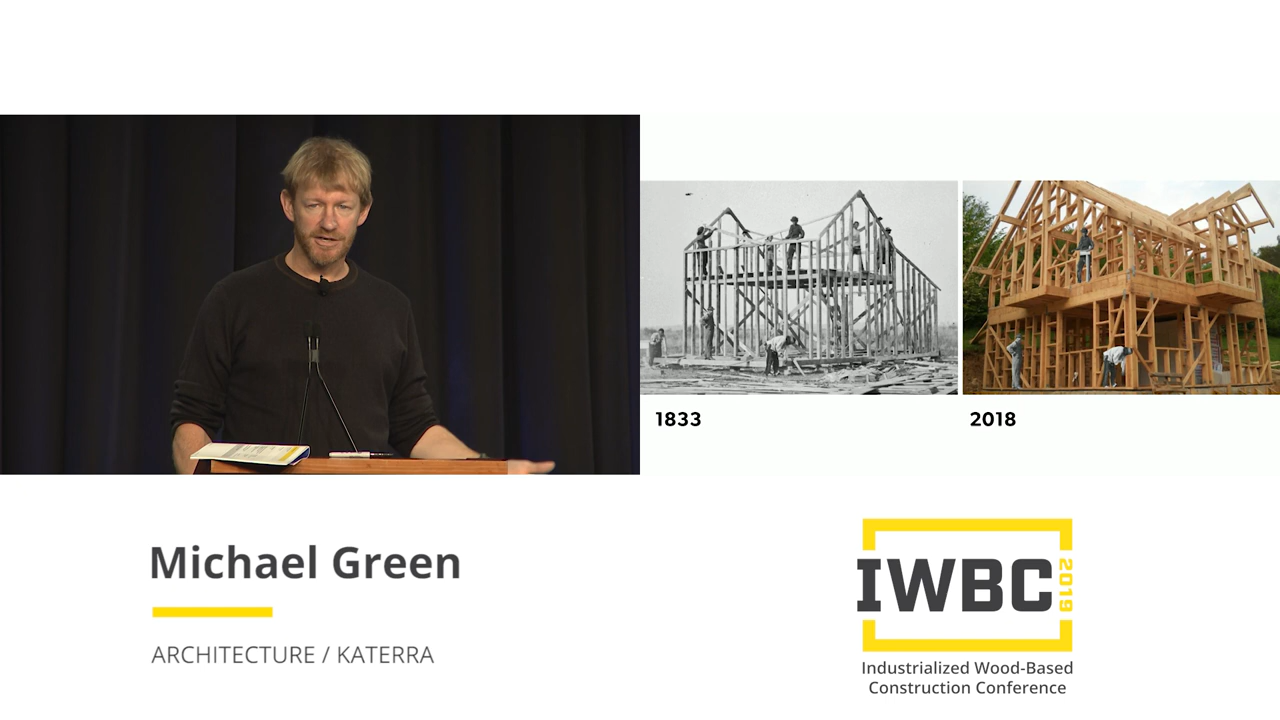 1833
2018
Michael Green
ARCHITECTURE / KATERRA
IWBC
2019
Industrialized Wood-Based
Construction Conference